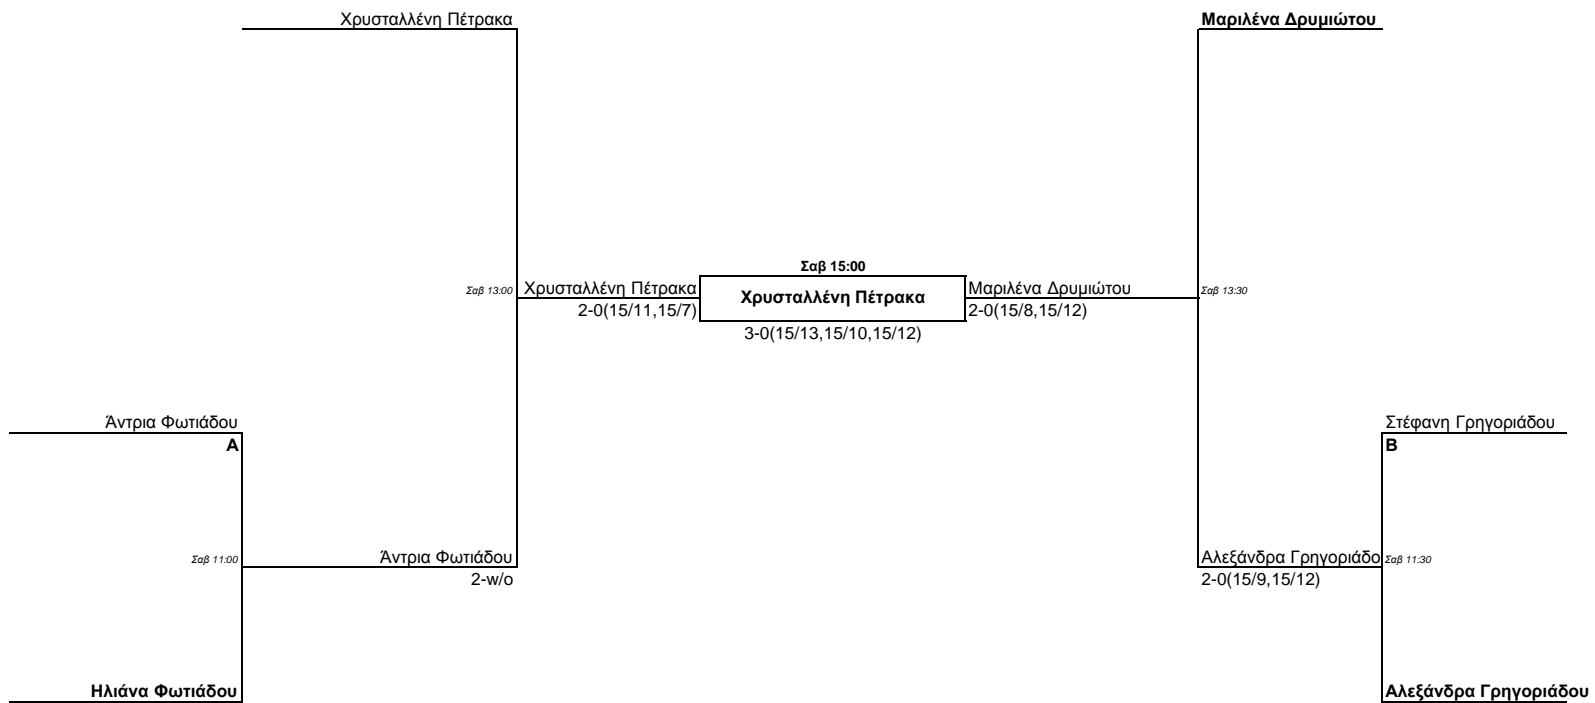 Χρυσταλλένη Πέτρακα
Μαριλένα Δρυμιώτου
Σαβ 15:00
Σαβ 13:00
Χρυσταλλένη Πέτρακα
Χρυσταλλένη Πέτρακα
Μαριλένα Δρυμιώτου
Σαβ 13:30
2-0(15/11,15/7)
2-0(15/8,15/12)
3-0(15/13,15/10,15/12)
Άντρια Φωτιάδου
Στέφανη Γρηγοριάδου
A
B
Σαβ 11:00
Άντρια Φωτιάδου
Αλεξάνδρα Γρηγοριάδο
Σαβ 11:30
2-w/o
2-0(15/9,15/12)
Ηλιάνα Φωτιάδου
Αλεξάνδρα Γρηγοριάδου